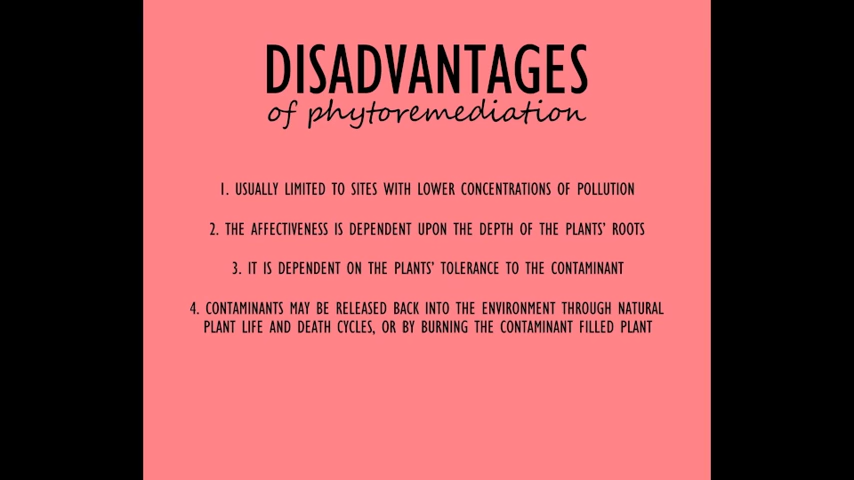 DISADVANTAGES
of phytoremediation
1. USUALLY LIMITED TO SITES WITH LOWER CONCENTRATIONS OF POLLUTION
2. THE AFFECTIVENESS IS DEPENDENT UPON THE DEPTH OF THE PLANTS' ROOTS
3. IT IS DEPENDENT ON THE PLANTS' TOLERANCE TO THE CONTAMINANT
4. CONTAMINANTS MAY BE RELEASED BACK INTO THE ENVIRONMENT THROUGH NATURAL
PLANT LIFE AND DEATH CYCLES, OR BY BURNING THE CONTAMINANT FILLED PLANT